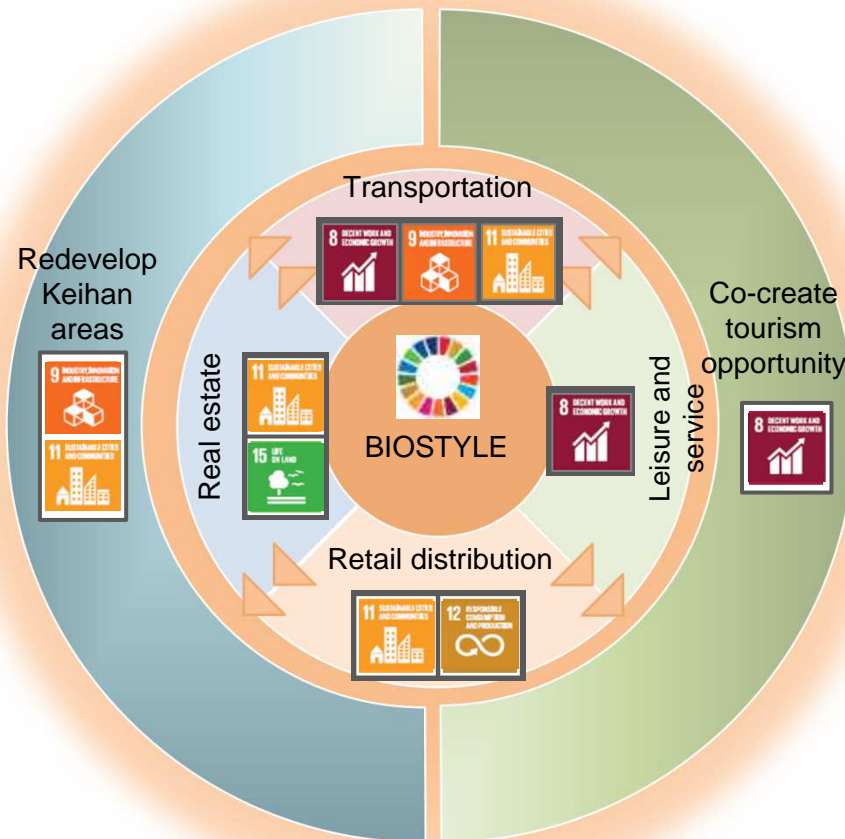 Transportation
8 DECENT WORK AND
ECONOMIC GROWTH
9 INDUSTRY, INNOVATION
AND INFRASTRUCTURE
11 SUSTAINABLE CITIES
AND COMMUNITIES
Redevelop
Keihan
areas
9 INDUSTRY, INNOVATION
AND INFRASTRUCTURE
11 SUSTAINABLE CITIES
AND COMMUNITIES
Real estate
11 SUSTAINABLE CITIES
AND COMMUNITIES
15 LIFE
ON LAND
BIOSTYLE
8 DECENT WORK AND
ECONOMIC GROWTH
Leisure and
service
Co-create
tourism
opportunity
8 DECENT WORK AND
ECONOMIC GROWTH
Retail distribution
11 SUSTAINABLE CITIES
AND COMMUNITIES
12 RESPONSIBLE
CONSUMPTION
AND PRODUCTION